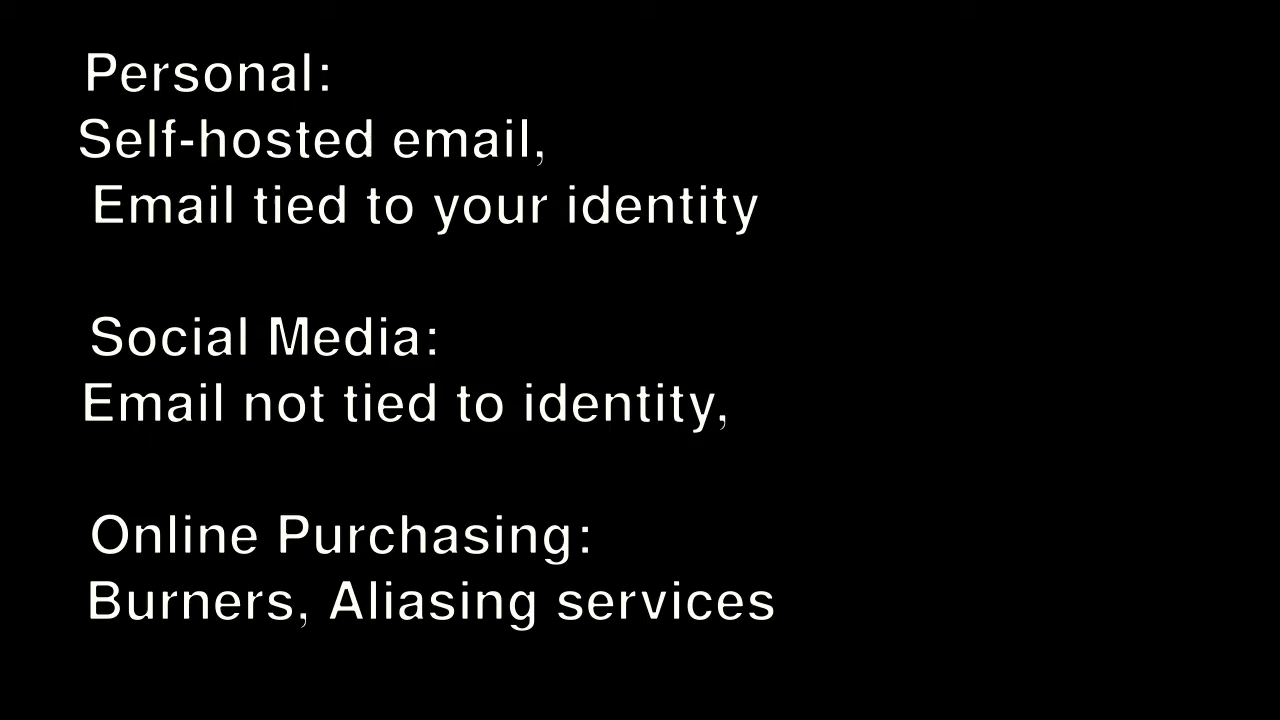 Personal:
Self-hosted email,
Email tied to your identity
Social Media:
Email not tied to identity,
Online Purchasing:
Burners, Aliasing services